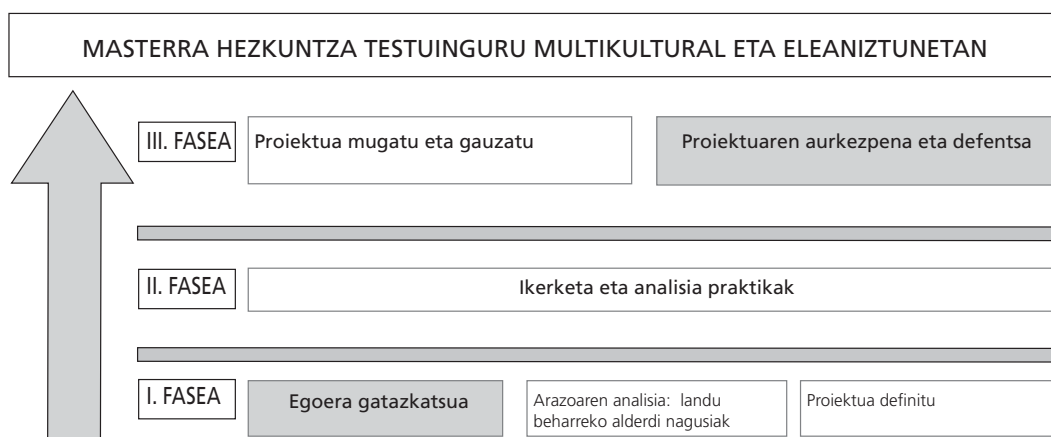 MASTERRA HEZKUNTZA TESTUINGURU MULTIKULTURAL ETA ELEANIZTUNETAN
III. FASEA
Proiektua mugatu eta gauzatu
Proiektuaren aurkezpena eta defentsa
II. FASEA
Ikerketa eta analisia praktikak
I. FASEA
Egoera gatazkatsua
Arazoaren analisia: landu
beharreko alderdi nagusiak
Proiektua definitu